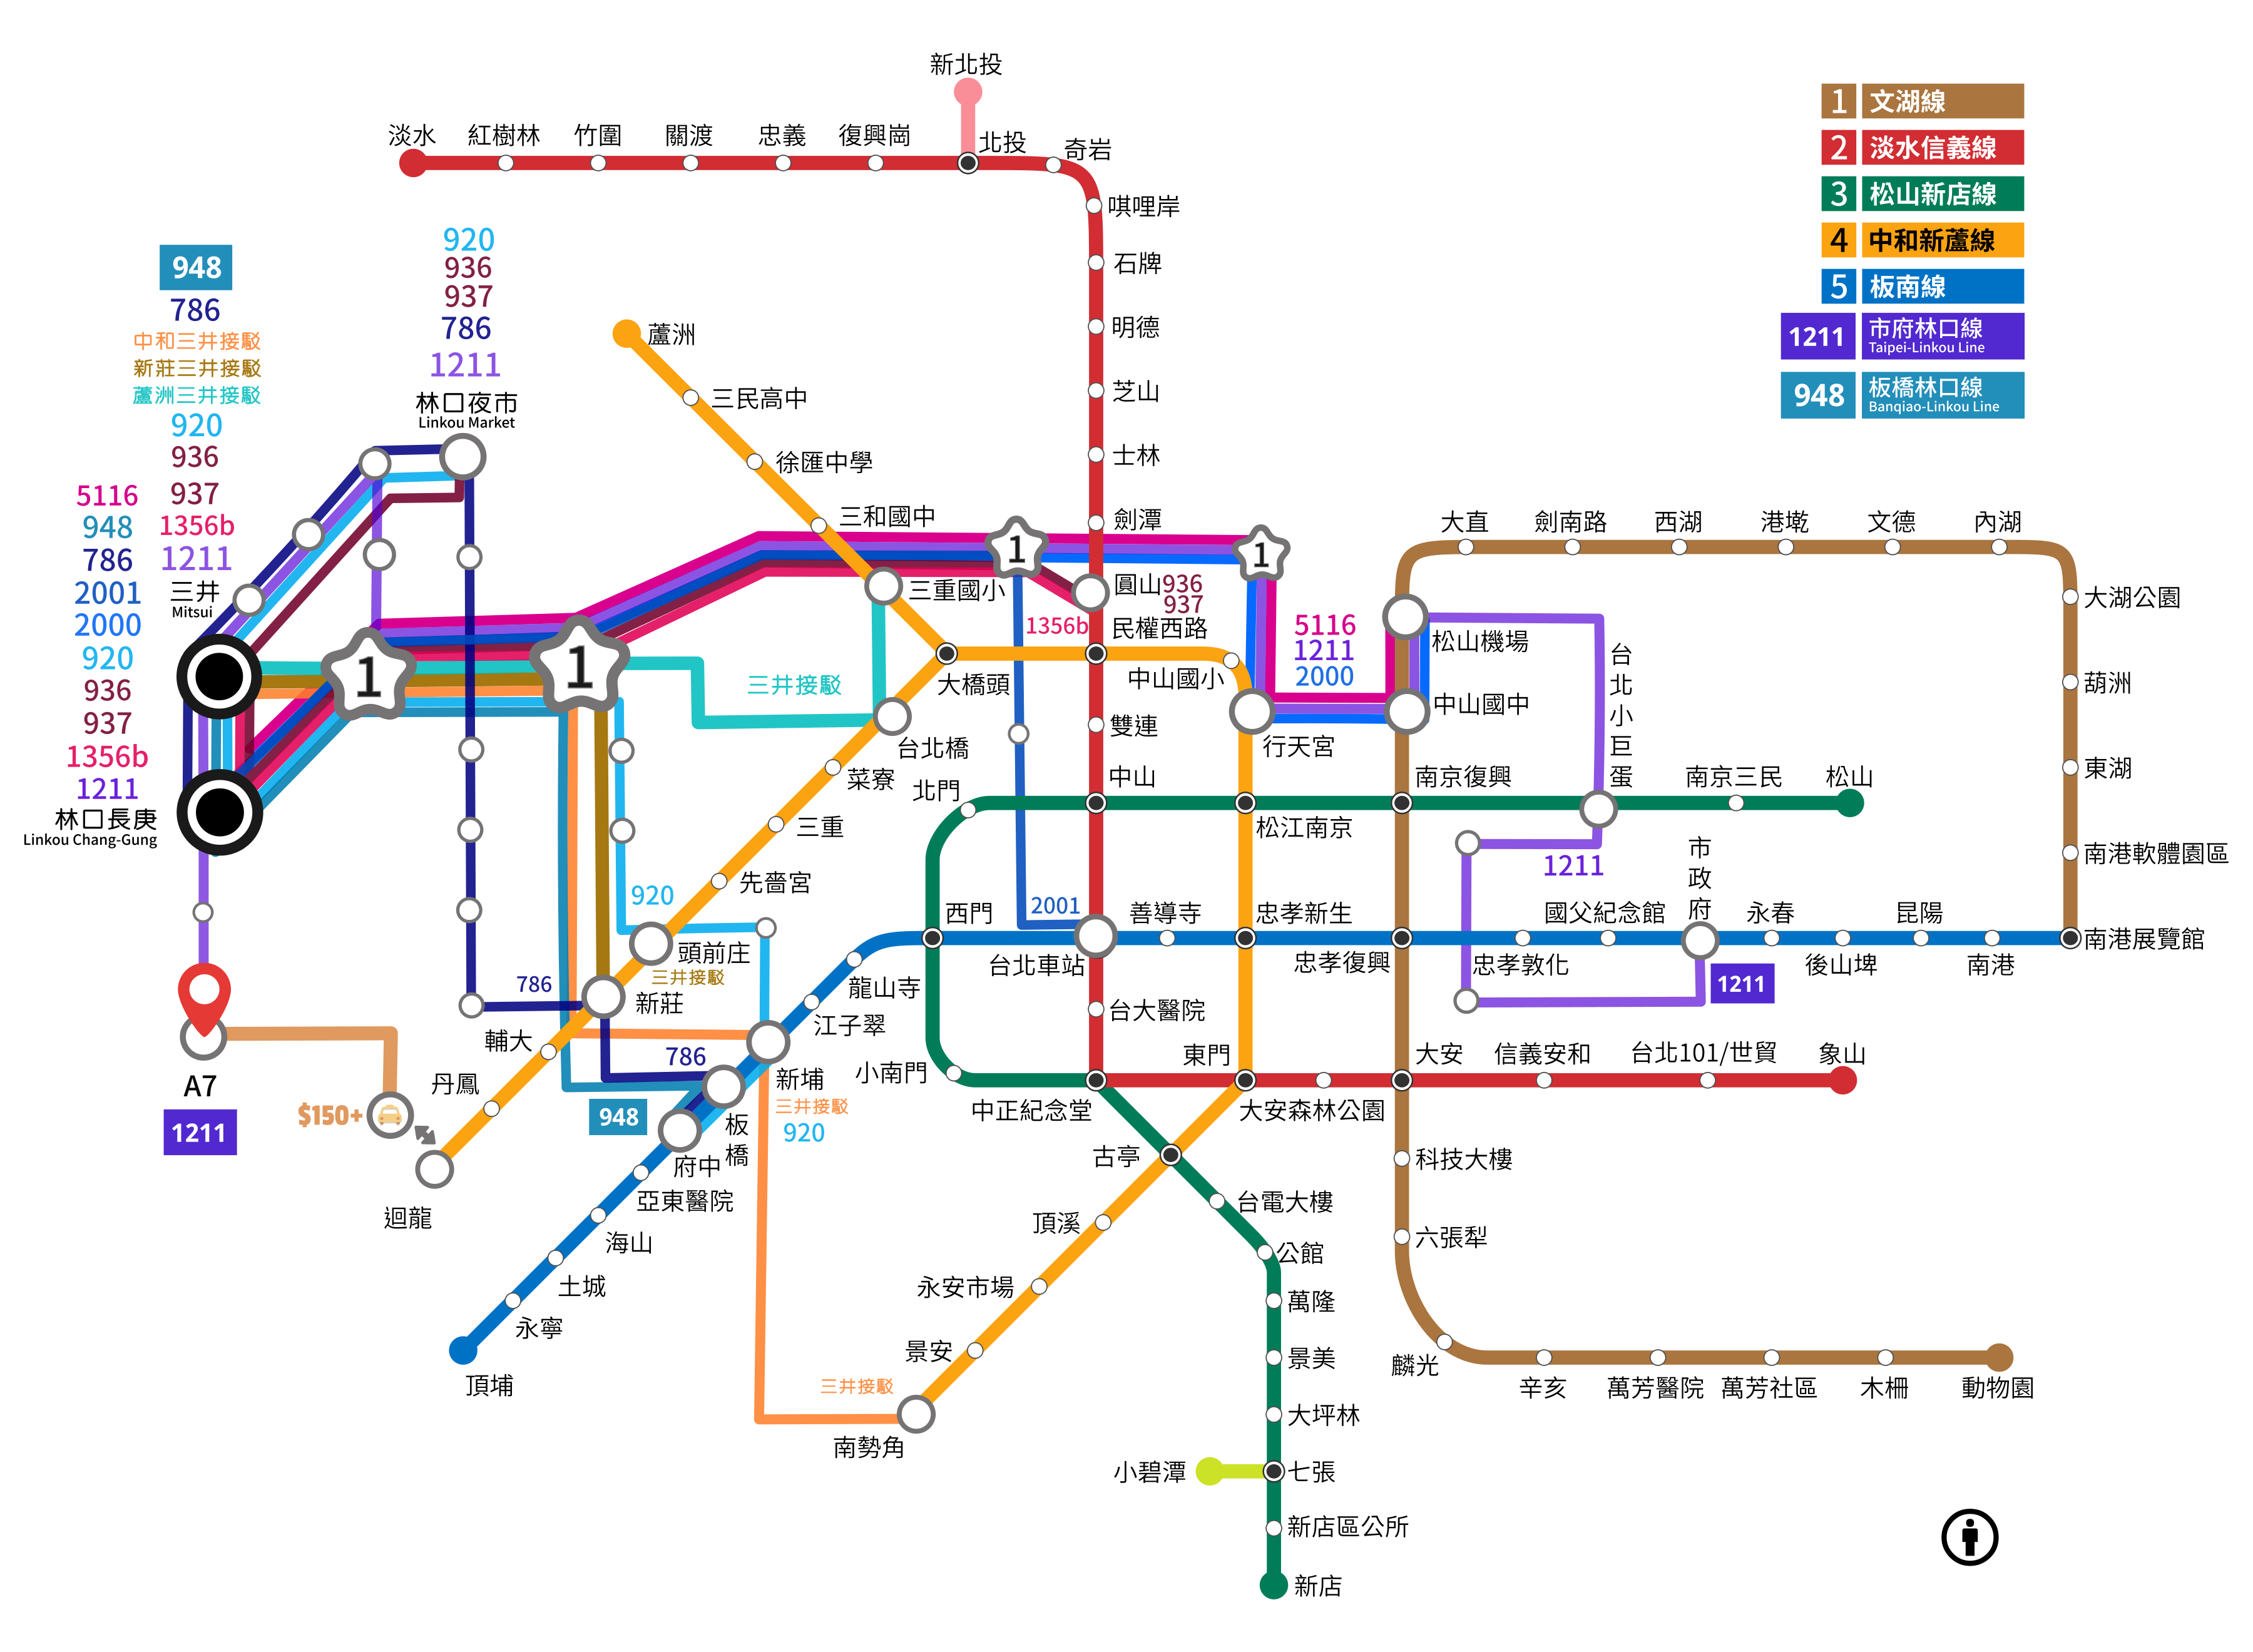 新北投
淡水
紅樹林
竹圍
關渡
忠義
復興崗
北投
奇岩
唭哩岸
石牌
明德
芝山
士林
劍潭
圓山
936
937
民權西路
1356b
雙連
中山
1 文湖線
2 淡水信義線
3 松山新店線
4 中和新蘆線
5 板南線
1211 市府林口線
Taipei-Linkou Line
948 板橋林口線
Banqiao-Linkou Line
948
786
中和三井接駁
新莊三井接駁
蘆洲三井接駁
920
936
937
1356b
1211
三井
Mitsui
920
936
937
786
1211
林口夜市
Linkou Market
5116
948
786
2001
2000
920
936
937
1356b
1211
林口長庚
Linkou Chang-Gung
1
1
1
1
蘆洲
三民高中
徐匯中學
三和國中
三重國小
大橋頭
三井接駁
台北橋
菜寮
三重
先嗇宮
920
頭前庄
三井接駁
新莊
786
輔大
丹鳳
迴龍
A7
1211
$150+
中山國小
行天宮
5116
1211
2000
松山機場
中山國中
大直
劍南路
西湖
港墘
文德
內湖
大湖公園
葫洲
東湖
南港軟體園區
南港展覽館
台北小巨蛋
北門
松江南京
南京復興
南京三民
松山
1211
市政府
1211
西門
2001
台北車站
善導寺
忠孝新生
忠孝復興
忠孝敦化
國父紀念館
永春
後山埤
昆陽
南港
龍山寺
江子翠
新埔
三井接駁
920
786
948
板橋
府中
亞東醫院
海山
土城
永寧
頂埔
小南門
台大醫院
中正紀念堂
東門
大安森林公園
大安
信義安和
台北101/世貿
象山
古亭
頂溪
永安市場
景安
三井接駁
南勢角
台電大樓
公館
萬隆
景美
大坪林
小碧潭
七張
新店區公所
新店
科技大樓
六張犁
麟光
辛亥
萬芳醫院
萬芳社區
木柵
動物園